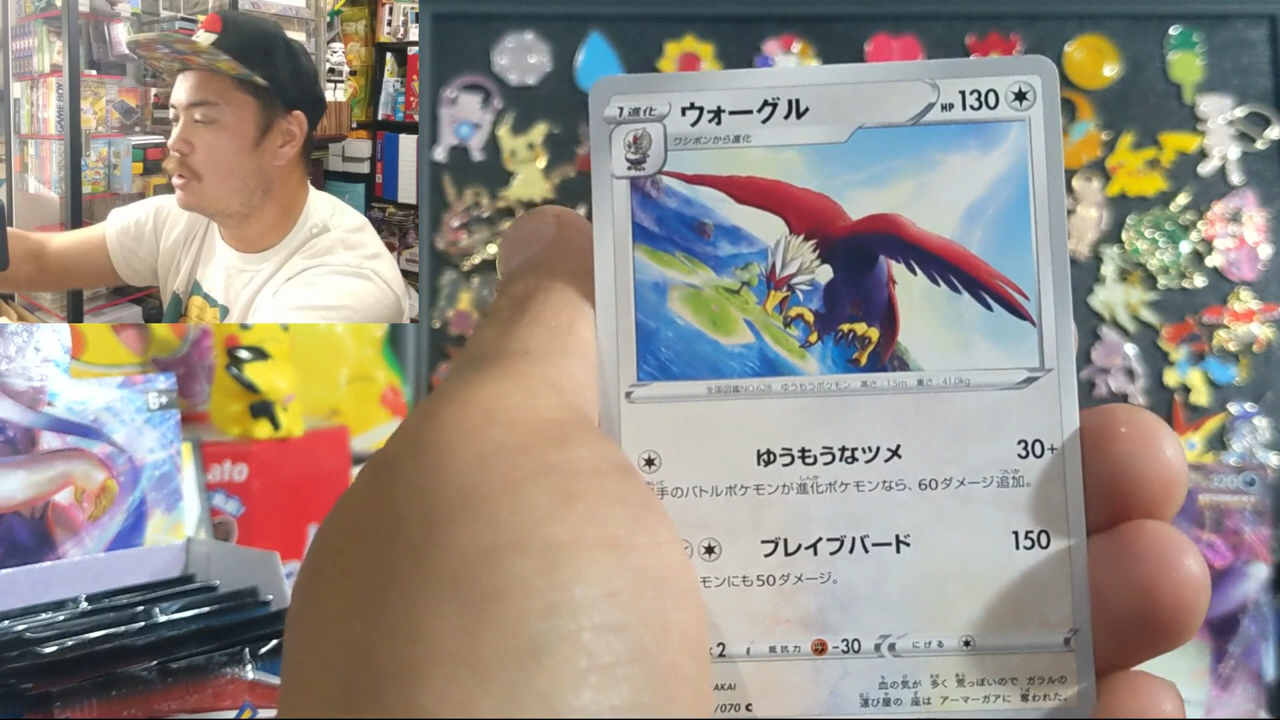 GAME BOY
6+
ato
1進化
ウォーグル
HP 130
ワシボンから進化
全国図鑑NO.628 ゆうもうポケモン 高さ:1.5m 重さ:41.0kg
ゆうもうなツメ 30+
手のバトルポケモンが進化ポケモンなら、60ダメージ追加。
ブレイブバード 150
モンにも50ダメージ。
×2 抵抗力 -30 にげる
AKAI
/070 C
血の気が 多く 荒っぽいので ガラルの
運び屋の 座は アーマーガアに 奪われた。
320